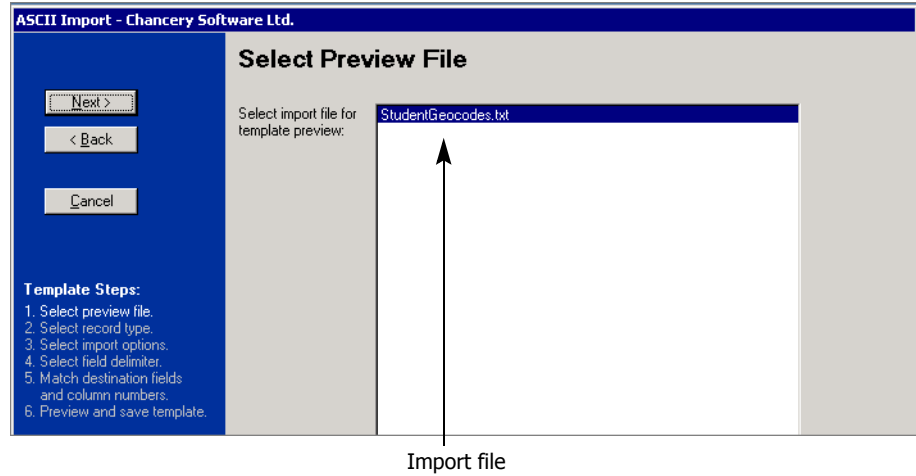 ASCII Import - Chancery Software Ltd.
Select Preview File
Next >
< Back
Cancel
Select import file for
template preview:
StudentGeocodes.txt
Template Steps:
1. Select preview file.
2. Select record type.
3. Select import options.
4. Select field delimiter.
5. Match destination fields
and column numbers.
6. Preview and save template.
Import file